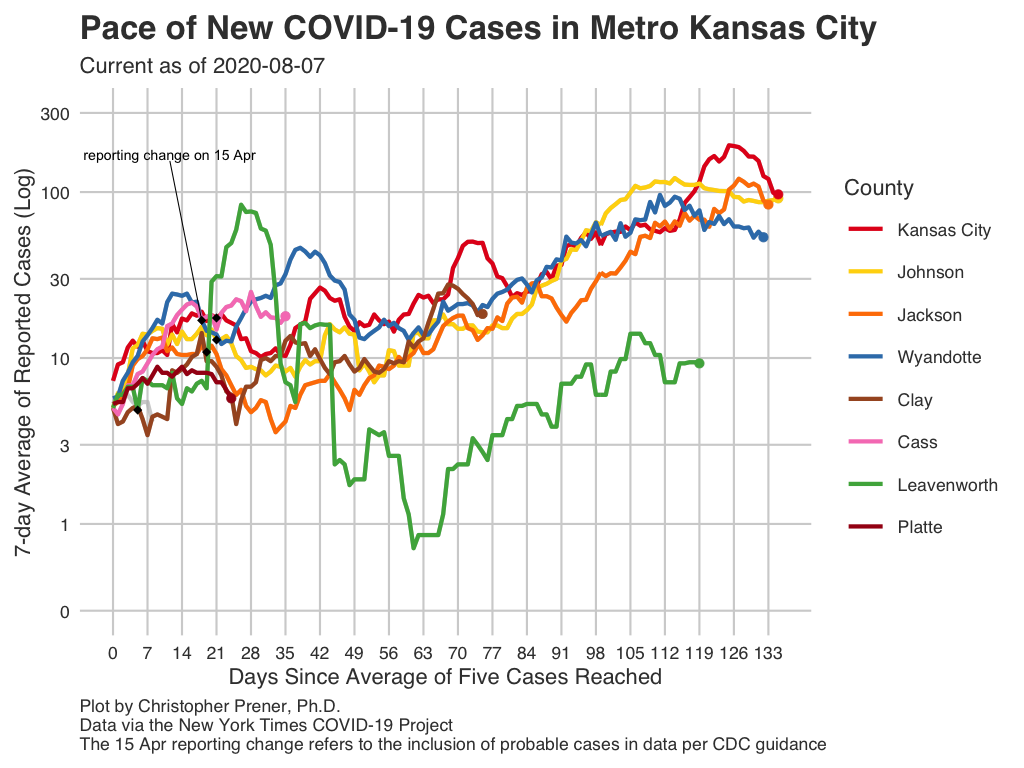 Pace of New COVID-19 Cases in Metro Kansas City
Current as of 2020-08-07
7-day Average of Reported Cases (Log)
300
100
30
10
3
1
0
reporting change on 15 Apr
0 7 14 21 28 35 42 49 56 63 70 77 84 91 98 105 112 119 126 133
Days Since Average of Five Cases Reached
County
Kansas City
Johnson
Jackson
Wyandotte
Clay
Cass
Leavenworth
Platte
Plot by Christopher Prener, Ph.D.
Data via the New York Times COVID-19 Project
The 15 Apr reporting change refers to the inclusion of probable cases in data per CDC guidance